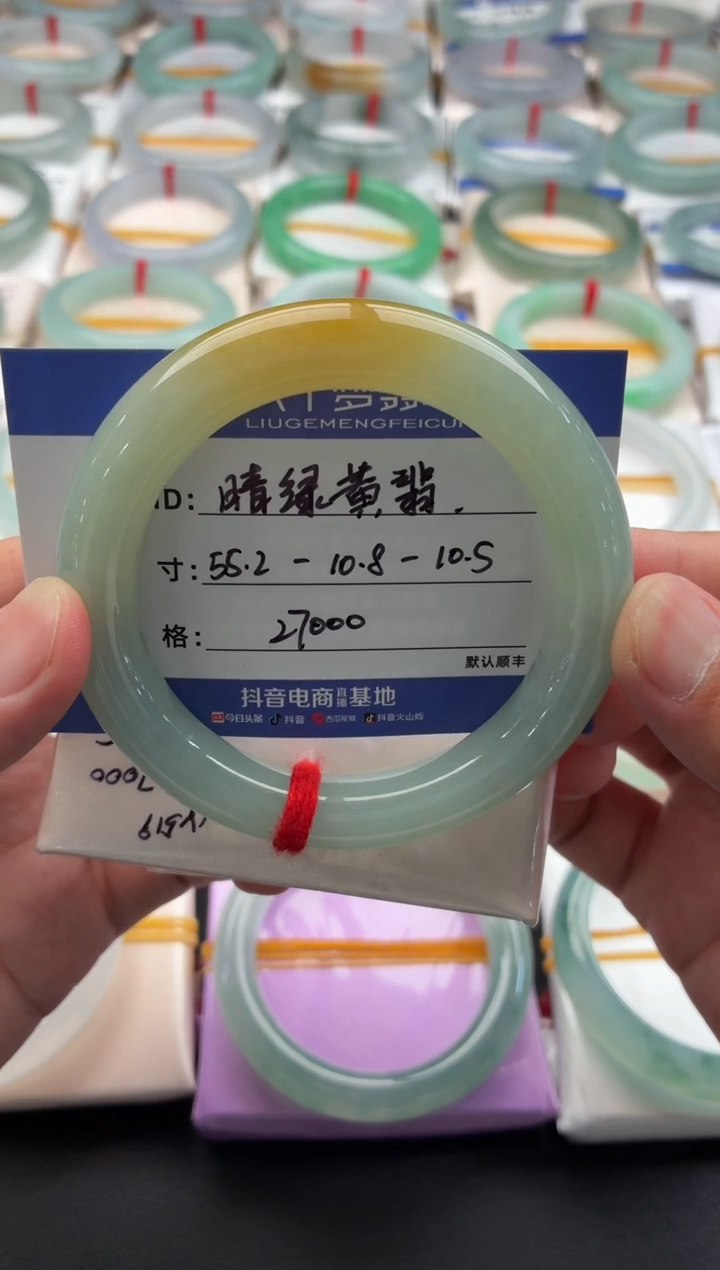 LIUGEMENGFEICUI
ID: 晴绿黄翡.
寸: 55.2 - 10.8 - 10.5
格: 27000
默认顺丰
抖音电商直播基地
今日头条 抖音 西瓜视频 抖音火山版
7000